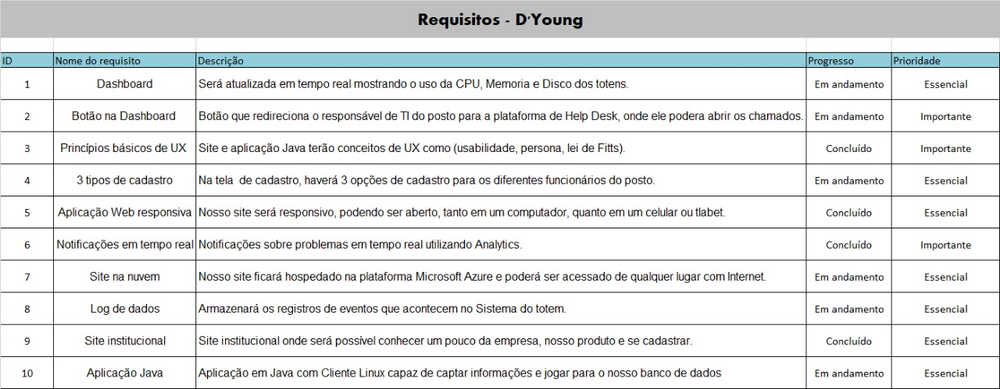 Requisitos - D'Young
ID Nome do requisito Descrição Progresso Prioridade
1 Dashboard Será atualizada em tempo real mostrando o uso da CPU, Memoria e Disco dos totens. Em andamento Essencial
2 Botão na Dashboard Botão que redireciona o responsável de TI do posto para a plataforma de Help Desk, onde ele podera abrir os chamados. Em andamento Importante
3 Princípios básicos de UX Site e aplicação Java terão conceitos de UX como (usabilidade, persona, lei de Fitts). Concluído Importante
4 3 tipos de cadastro Na tela de cadastro, haverá 3 opções de cadastro para os diferentes funcionários do posto. Em andamento Essencial
5 Aplicação Web responsiva Nosso site será responsivo, podendo ser aberto, tanto em um computador, quanto em um celular ou tlabet. Concluído Essencial
6 Notificações em tempo real Notificações sobre problemas em tempo real utilizando Analytics. Concluído Importante
7 Site na nuvem Nosso site ficará hospedado na plataforma Microsoft Azure e poderá ser acessado de qualquer lugar com Internet. Em andamento Essencial
8 Log de dados Armazenará os registros de eventos que acontecem no Sistema do totem. Em andamento Essencial
9 Site institucional Site institucional onde será possível conhecer um pouco da empresa, nosso produto e se cadastrar. Concluído Essencial
10 Aplicação Java Aplicação em Java com Cliente Linux capaz de captar informações e jogar para o nosso banco de dados Em andamento Essencial